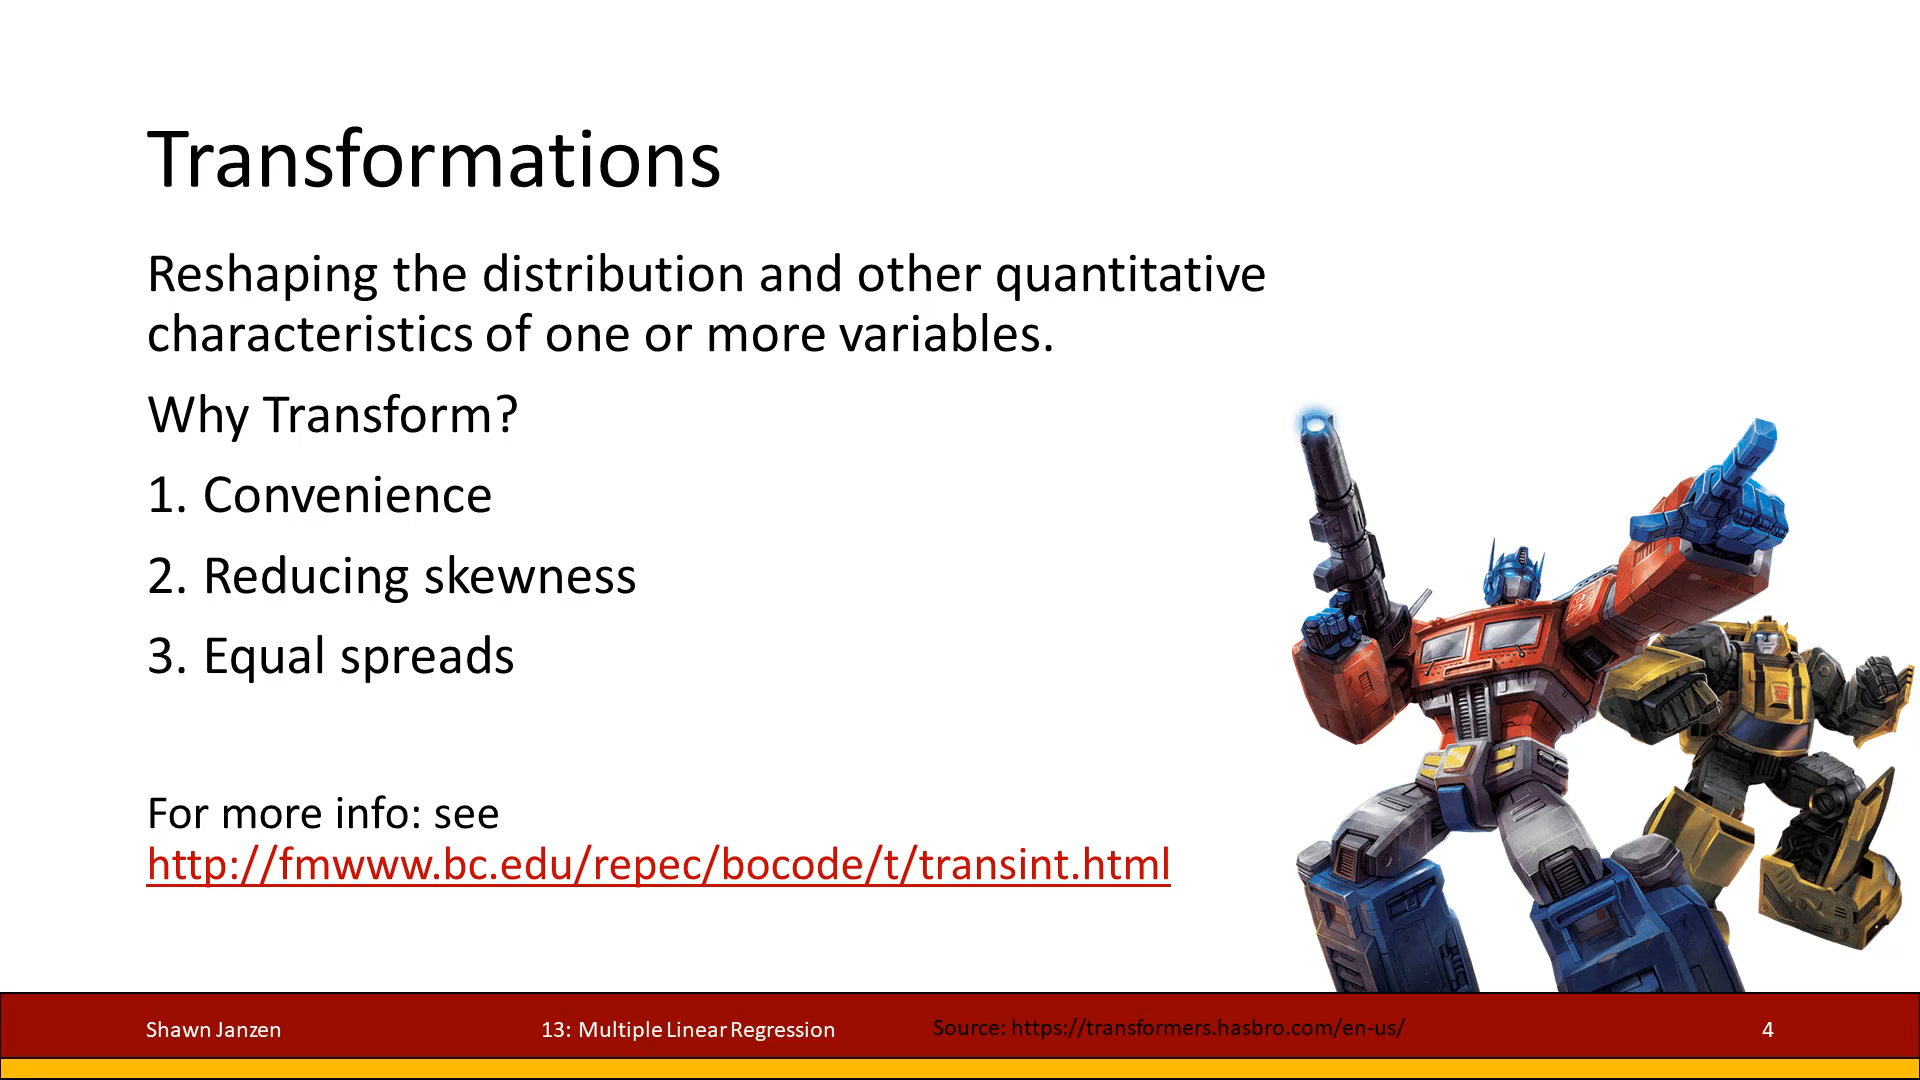 Transformations
Reshaping the distribution and other quantitative
characteristics of one or more variables.
Why Transform?
1. Convenience
2. Reducing skewness
3. Equal spreads
For more info: see
http://fmwww.bc.edu/repec/bocode/t/transint.html
Shawn Janzen
13: Multiple Linear Regression
Source: https://transformers.hasbro.com/en-us/
4